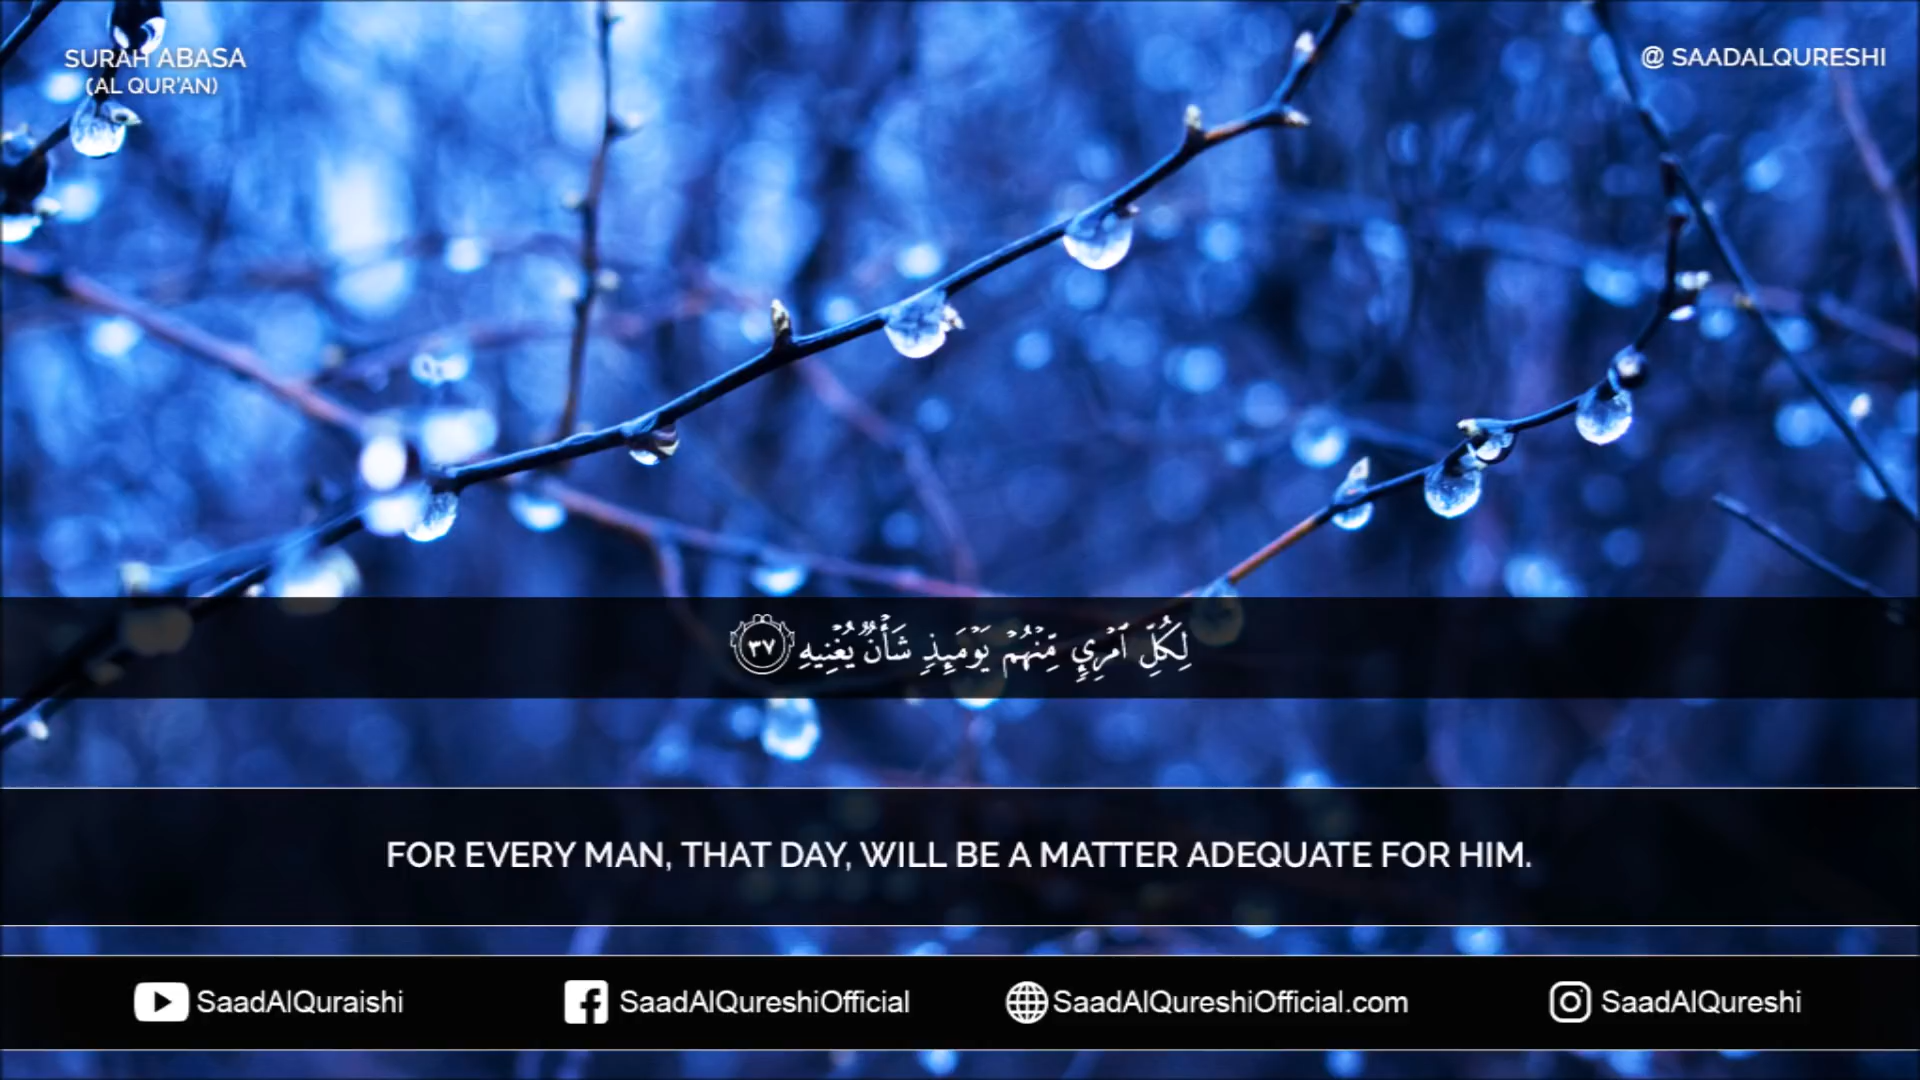 SURAH ABASA
(AL QUR'AN)
@ SAADALQURESHI
لِكُلِّ ٱمْرِئٍ مِّنْهُمْ يَوْمَئِذٍ شَأْنٌ يُغْنِيهِ ٣٧
FOR EVERY MAN, THAT DAY, WILL BE A MATTER ADEQUATE FOR HIM.
SaadAlQuraishi
SaadAlQureshiOfficial
SaadAlQureshiOfficial.com
SaadAlQureshi